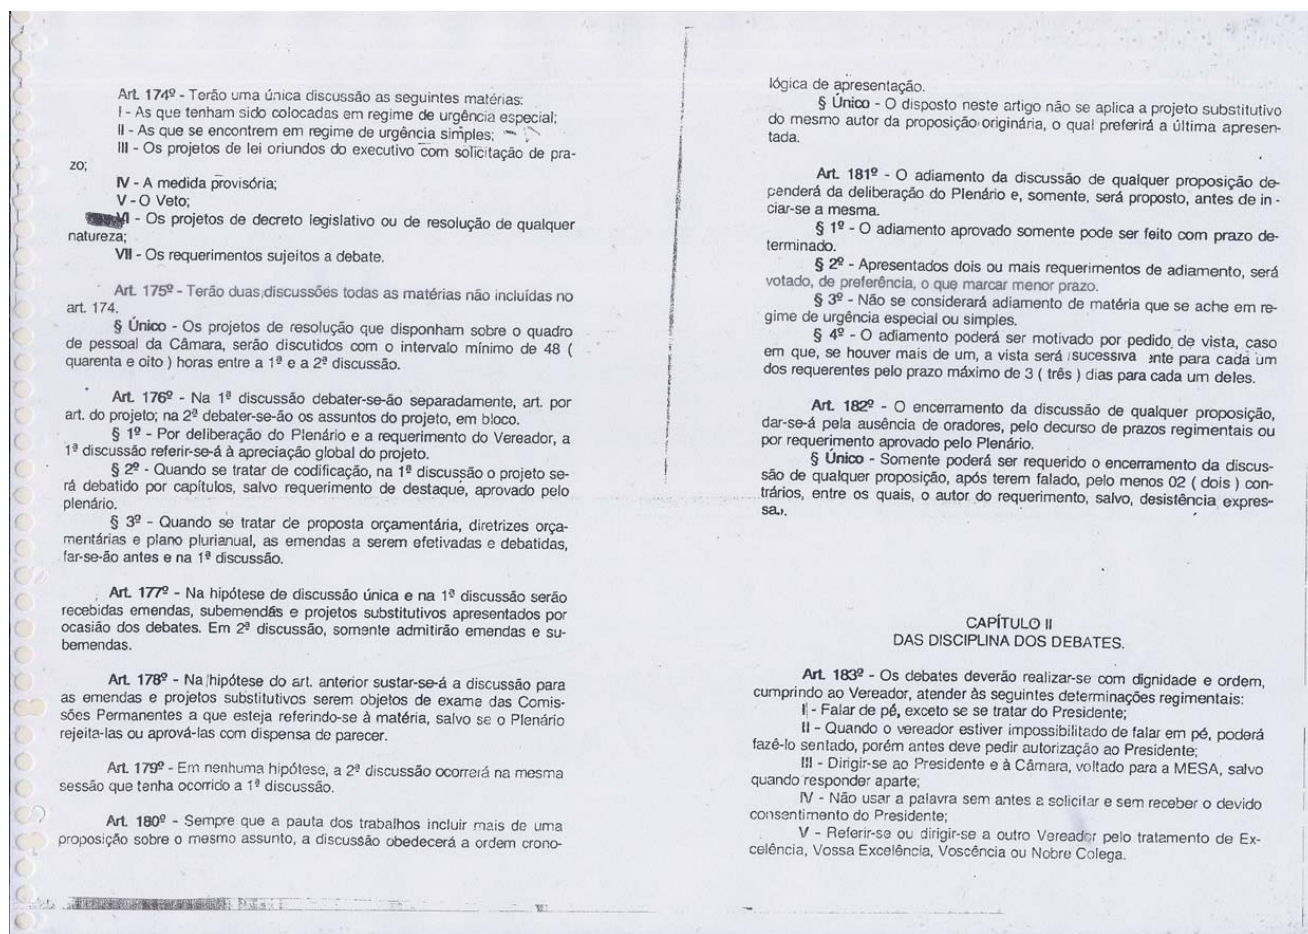 Art. 174º - Terão uma única discussão as seguintes matérias:
I - As que tenham sido colocadas em regime de urgência especial;
II - As que se encontrem em regime de urgência simples;
III - Os projetos de lei oriundos do executivo com solicitação de pra-
zo;
IV - A medida provisória;
V - O Veto;
VI - Os projetos de decreto legislativo ou de resolução de qualquer
natureza;
VII - Os requerimentos sujeitos a debate.
Art. 175º - Terão duas discussões todas as matérias não incluídas no
art. 174.
§ Único - Os projetos de resolução que disponham sobre o quadro
de pessoal da Câmara, serão discutidos com o intervalo mínimo de 48 (
quarenta e oito ) horas entre a 1ª e a 2ª discussão.
Art. 176º - Na 1ª discussão debater-se-ão separadamente, art. por
art. do projeto; na 2ª debater-se-ão os assuntos do projeto, em bloco.
§ 1º - Por deliberação do Plenário e a requerimento do Vereador, a
1ª discussão referir-se-á à apreciação global do projeto.
§ 2º - Quando se tratar de codificação, na 1ª discussão o projeto se-
rá debatido por capítulos, salvo requerimento de destaque, aprovado pelo
plenário.
§ 3º - Quando se tratar de proposta orçamentária, diretrizes orça-
mentárias e plano plurianual, as emendas a serem efetivadas e debatidas,
far-se-ão antes e na 1ª discussão.
Art. 177º - Na hipótese de discussão única e na 1ª discussão serão
recebidas emendas, subemendas e projetos substitutivos apresentados por
ocasião dos debates. Em 2ª discussão, somente admitirão emendas e su-
bemendas.
Art. 178º - Na hipótese do art. anterior sustar-se-á a discussão para
as emendas e projetos substitutivos serem objetos de exame das Comis-
sões Permanentes a que esteja referindo-se à matéria, salvo se o Plenário
rejeita-las ou aprová-las com dispensa de parecer.
Art. 179º - Em nenhuma hipótese, a 2ª discussão ocorrerá na mesma
sessão que tenha ocorrido a 1ª discussão.
Art. 180º - Sempre que a pauta dos trabalhos incluir mais de uma
proposição sobre o mesmo assunto, a discussão obedecerá a ordem crono-
lógica de apresentação.
§ Único - O disposto neste artigo não se aplica a projeto substitutivo
do mesmo autor da proposição originária, o qual preferirá a última apresen-
tada.
Art. 181º - O adiamento da discussão de qualquer proposição de-
penderá da deliberação do Plenário e, somente, será proposto, antes de in -
ciar-se a mesma.
§ 1º - O adiamento aprovado somente pode ser feito com prazo de-
terminado.
§ 2º - Apresentados dois ou mais requerimentos de adiamento, será
votado, de preferência, o que marcar menor prazo.
§ 3º - Não se considerará adiamento de matéria que se ache em re-
gime de urgência especial ou simples.
§ 4º - O adiamento poderá ser motivado por pedido de vista, caso
em que, se houver mais de um, a vista será sucessiva ente para cada um
dos requerentes pelo prazo máximo de 3 ( três ) dias para cada um deles.
Art. 182º - O encerramento da discussão de qualquer proposição,
dar-se-á pela ausência de oradores, pelo decurso de prazos regimentais ou
por requerimento aprovado pelo Plenário.
§ Único - Somente poderá ser requerido o encerramento da discus-
são de qualquer proposição, após terem falado, pelo menos 02 ( dois ) con-
trários, entre os quais, o autor do requerimento, salvo, desistência expres-
sa.
CAPÍTULO II
DAS DISCIPLINA DOS DEBATES.
Art. 183º - Os debates deverão realizar-se com dignidade e ordem,
cumprindo ao Vereador, atender às seguintes determinações regimentais:
I - Falar de pé, exceto se se tratar do Presidente;
II - Quando o vereador estiver impossibilitado de falar em pé, poderá
fazê-lo sentado, porém antes deve pedir autorização ao Presidente;
III - Dirigir-se ao Presidente e à Câmara, voltado para a MESA, salvo
quando responder aparte;
IV - Não usar a palavra sem antes a solicitar e sem receber o devido
consentimento do Presidente;
V - Referir-se ou dirigir-se a outro Vereador pelo tratamento de Ex-
celência, Vossa Excelência, Voscência ou Nobre Colega.